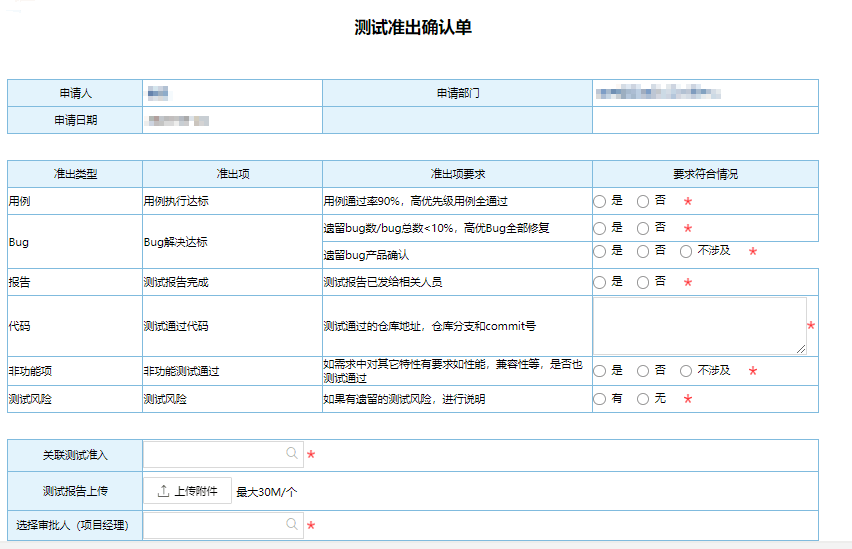 测试准出确认单
申请人 申请部门
申请日期
准出类型 准出项 准出项要求 要求符合情况
用例 用例执行达标 用例通过率90%，高优先级用例全通过 是 否 *
Bug Bug解决达标 遗留bug数/bug总数<10%，高优Bug全部修复 是 否 *
遗留bug产品确认 是 否 不涉及 *
报告 测试报告完成 测试报告已发给相关人员 是 否 *
代码 测试通过代码 测试通过的仓库地址，仓库分支和commit号 *
非功能项 非功能测试通过 如需求中对其它特性有要求如性能，兼容性等，是否也
测试通过 是 否 不涉及 *
测试风险 测试风险 如果有遗留的测试风险，进行说明 有 无 *
关联测试准入 *
测试报告上传 上传附件 最大30M/个
选择审批人（项目经理） *